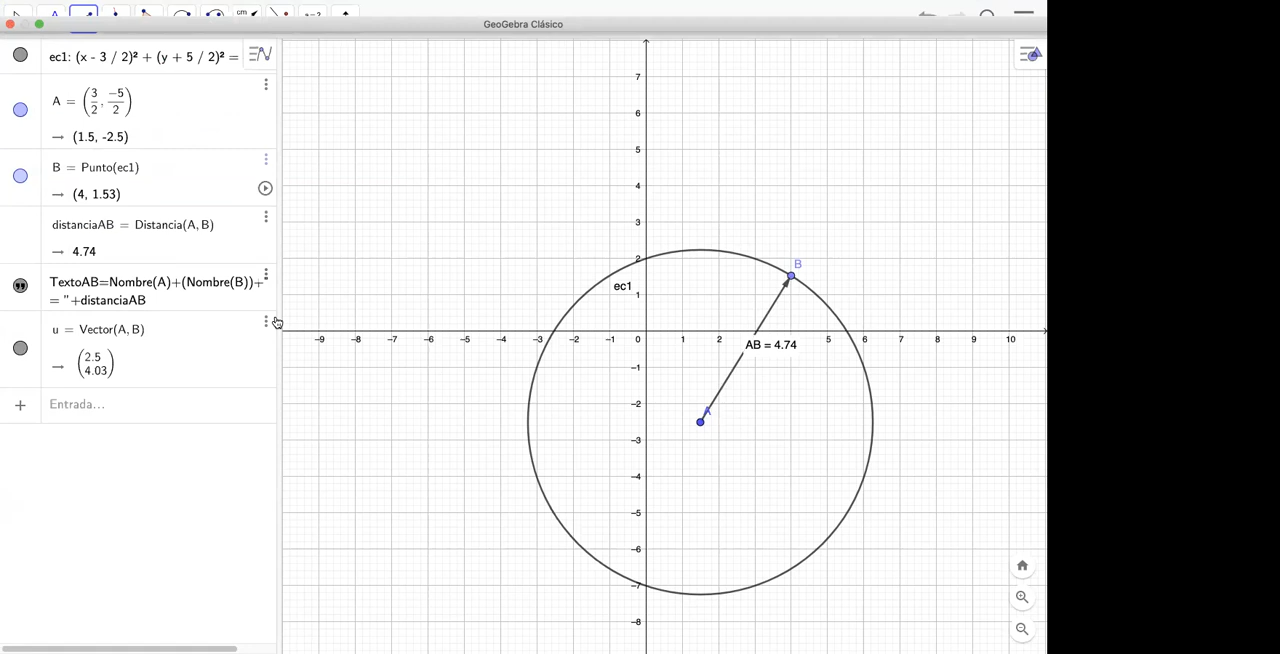 GeoGebra Clásico
ec1: (x - 3 / 2)² + (y + 5 / 2)² =
A = (3/2, -5/2)
→ (1.5, -2.5)
B = Punto(ec1)
→ (4, 1.53)
distanciaAB = Distancia(A, B)
→ 4.74
TextoAB=Nombre(A)+(Nombre(B))+
= "+distanciaAB
u = Vector(A, B)
→ (2.5
4.03)
+ Entrada...
7
6
5
4
3
2
B
ec1
1
−9 −8 −7 −6 −5 −4 −3 −2 −1 0 1 2 4 5 6 7 8 9 10
AB = 4.74
−1
−2
A
−3
−4
−5
−6
−7
−8